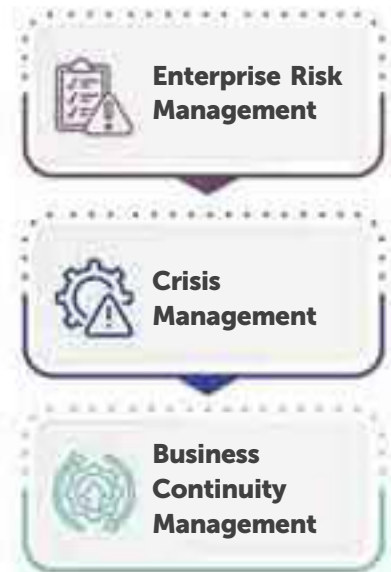 Enterprise Risk
Management
Crisis
Management
Business
Continuity
Management